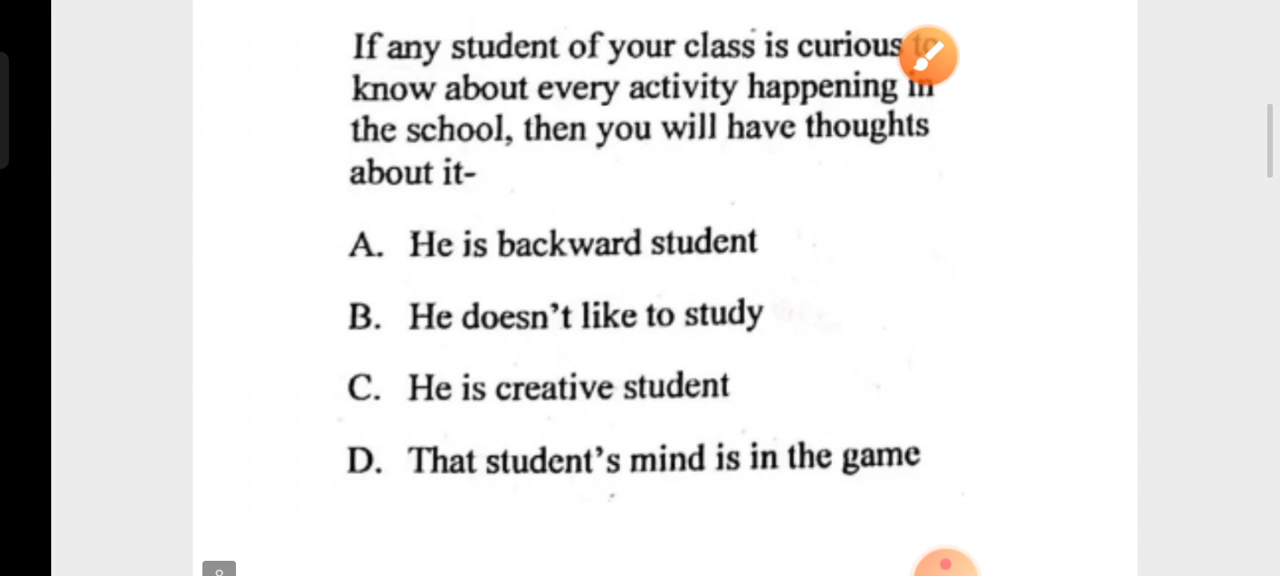 If any student of your class is curious to
know about every activity happening in
the school, then you will have thoughts
about it-
A. He is backward student
B. He doesn't like to study
C. He is creative student
D. That student's mind is in the game